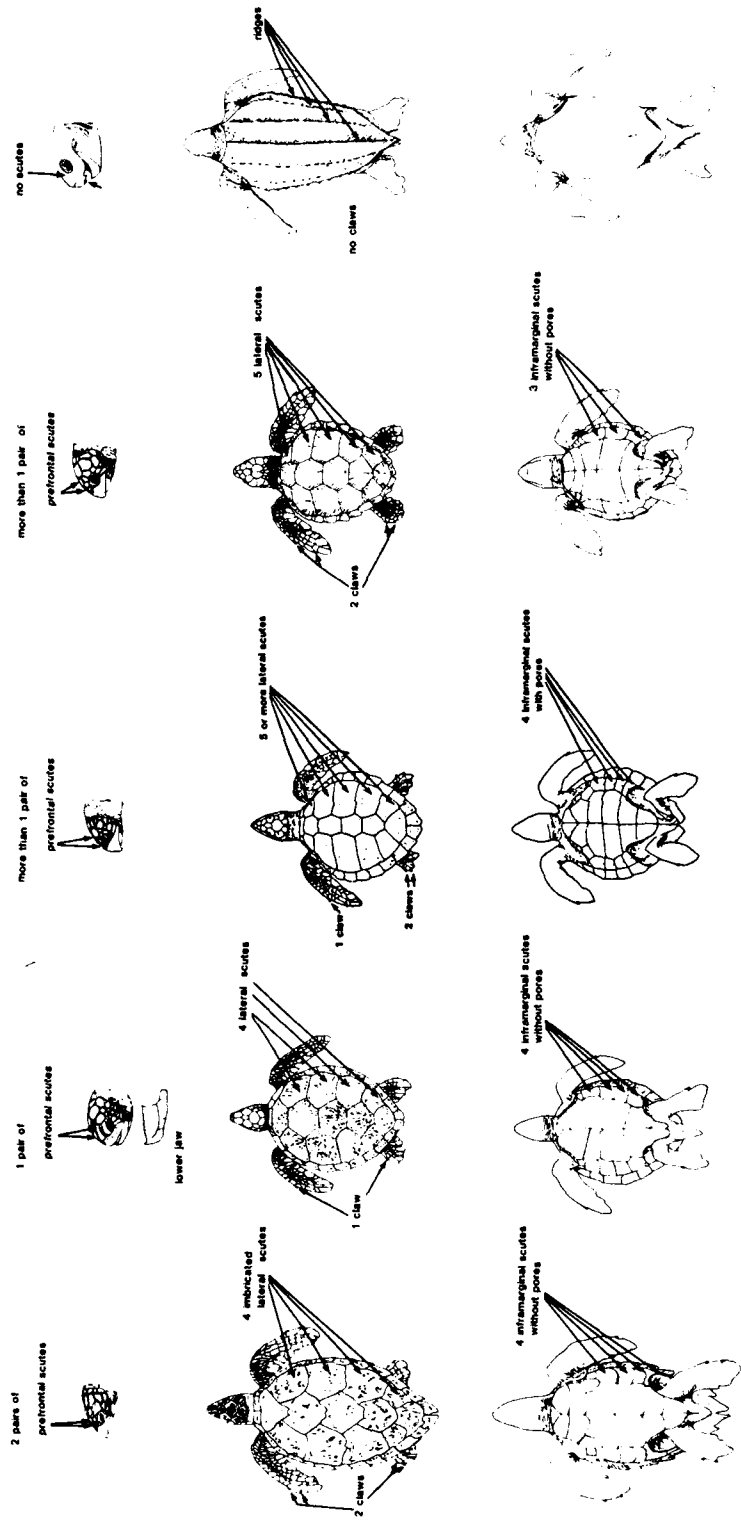 2 pairs of
prefrontal scutes
1 pair of
prefrontal scutes
lower jaw
more than 1 pair of
prefrontal scutes
more than 1 pair of
prefrontal scutes
no scutes
4 imbricated
lateral scutes
2 claws
4 lateral scutes
1 claw
5 or more lateral scutes
1 claw
2 claws
5 lateral scutes
2 claws
ridges
no claws
4 inframarginal scutes
without pores
4 inframarginal scutes
without pores
4 inframarginal scutes
with pores
3 inframarginal scutes
without pores